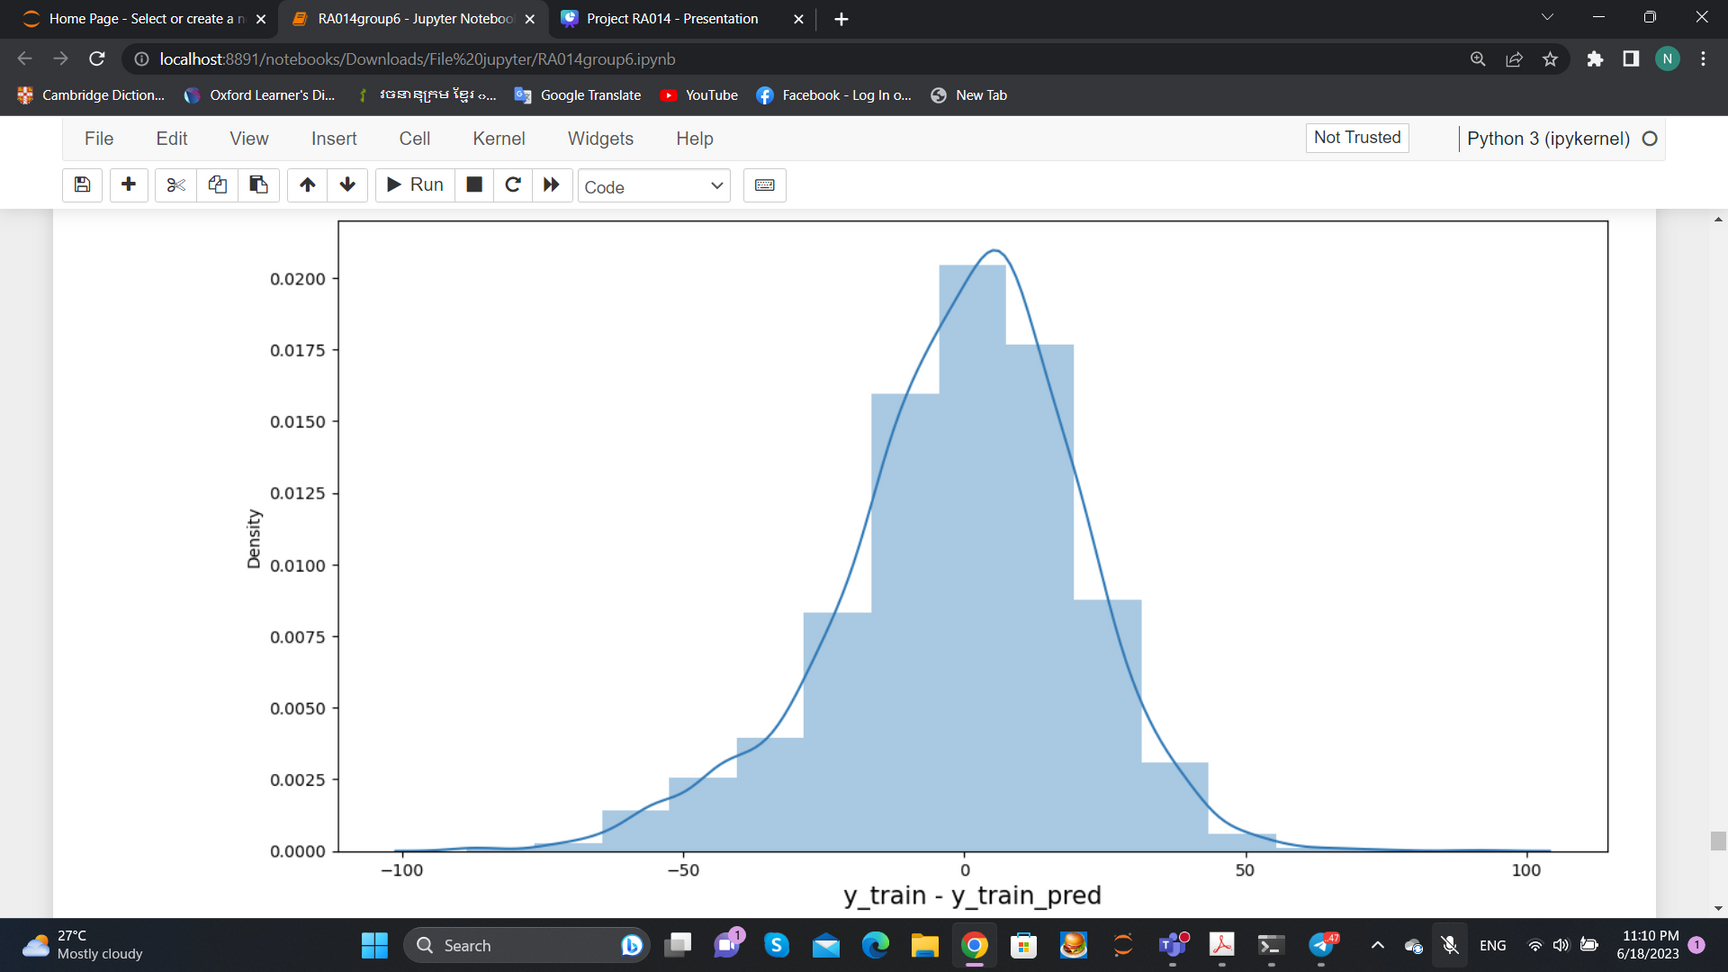 Home Page - Select or create a n
RA014group6 - Jupyter Noteboo
Project RA014 - Presentation
localhost:8891/notebooks/Downloads/File%20jupyter/RA014group6.ipynb
N
Cambridge Diction...
Oxford Learner's Di...
Google Translate
YouTube
Facebook - Log In o...
New Tab
File Edit View Insert Cell Kernel Widgets Help
Not Trusted
Python 3 (ipykernel)
Run
Code
0.0200
0.0175
0.0150
0.0125
0.0100
0.0075
0.0050
0.0025
0.0000
Density
−100 −50 0 50 100
y_train - y_train_pred
27°C
Mostly cloudy
Search
1
47
ENG
11:10 PM
6/18/2023
1